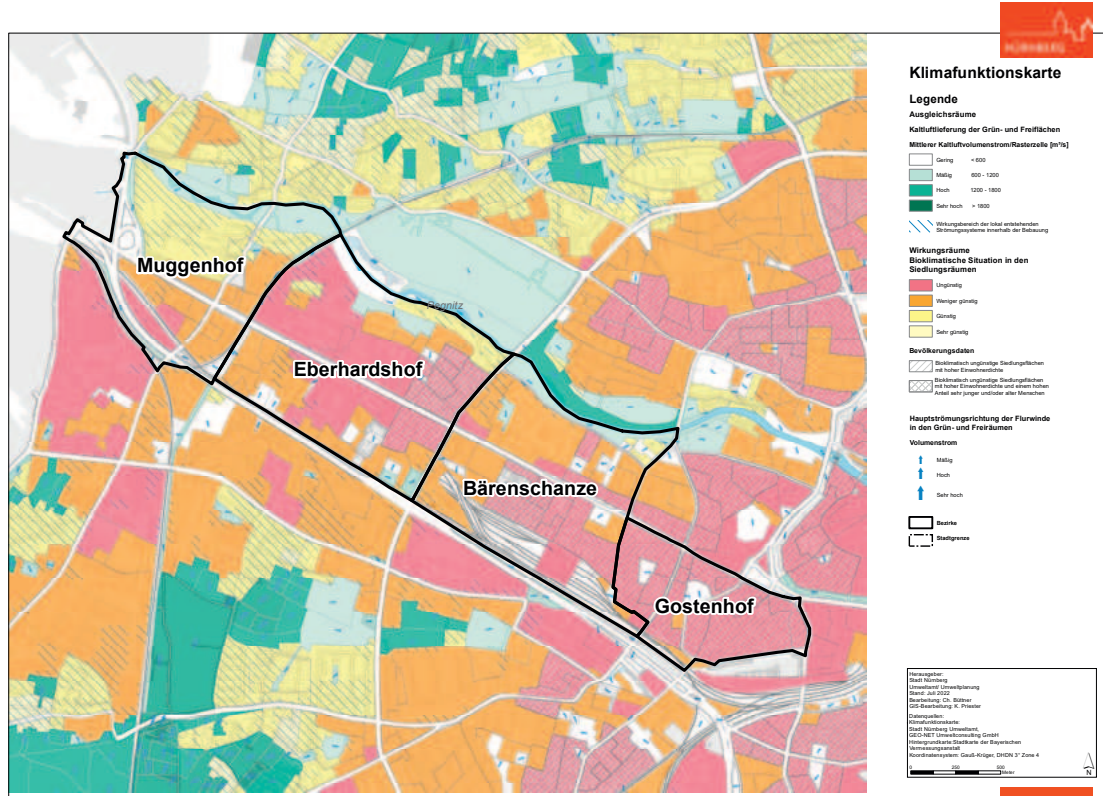 NÜRNBERG
Klimafunktionskarte
Legende
Ausgleichsräume
Kaltluftlieferung der Grün- und Freiflächen
Mittlerer Kaltluftvolumenstrom/Rasterzelle [m³/s]
Gering < 600
Mäßig 600 - 1200
Hoch 1200 - 1800
Sehr hoch > 1800
Wirkungsbereich der lokal entstehenden
Strömungssysteme innerhalb der Bebauung
Wirkungsräume
Bioklimatische Situation in den
Siedlungsräumen
Ungünstig
Weniger günstig
Günstig
Sehr günstig
Bevölkerungsdaten
Bioklimatisch ungünstige Siedlungsflächen
mit hoher Einwohnerdichte
Bioklimatisch ungünstige Siedlungsflächen
mit hoher Einwohnerdichte und einem hohen
Anteil sehr junger und/oder alter Menschen
Hauptströmungsrichtung der Flurwinde
in den Grün- und Freiräumen
Volumenstrom
Mäßig
Hoch
Sehr hoch
Bezirke
Stadtgrenze
Muggenhof
Pegnitz
Eberhardshof
Bärenschanze
Gostenhof
Herausgeber:
Stadt Nürnberg
Umweltamt/ Umweltplanung
Stand: Juli 2022
Bearbeitung: Ch. Büttner
GIS-Bearbeitung: K. Priester
Datenquellen:
Klimafunktionskarte:
Stadt Nürnberg Umweltamt,
GEO-NET Umweltconsulting GmbH
Hintergrundkarte:Stadtkarte der Bayerischen
Vermessungsanstalt
Koordinatensystem: Gauß-Krüger, DHDN 3° Zone 4
0 250 500
Meter
N